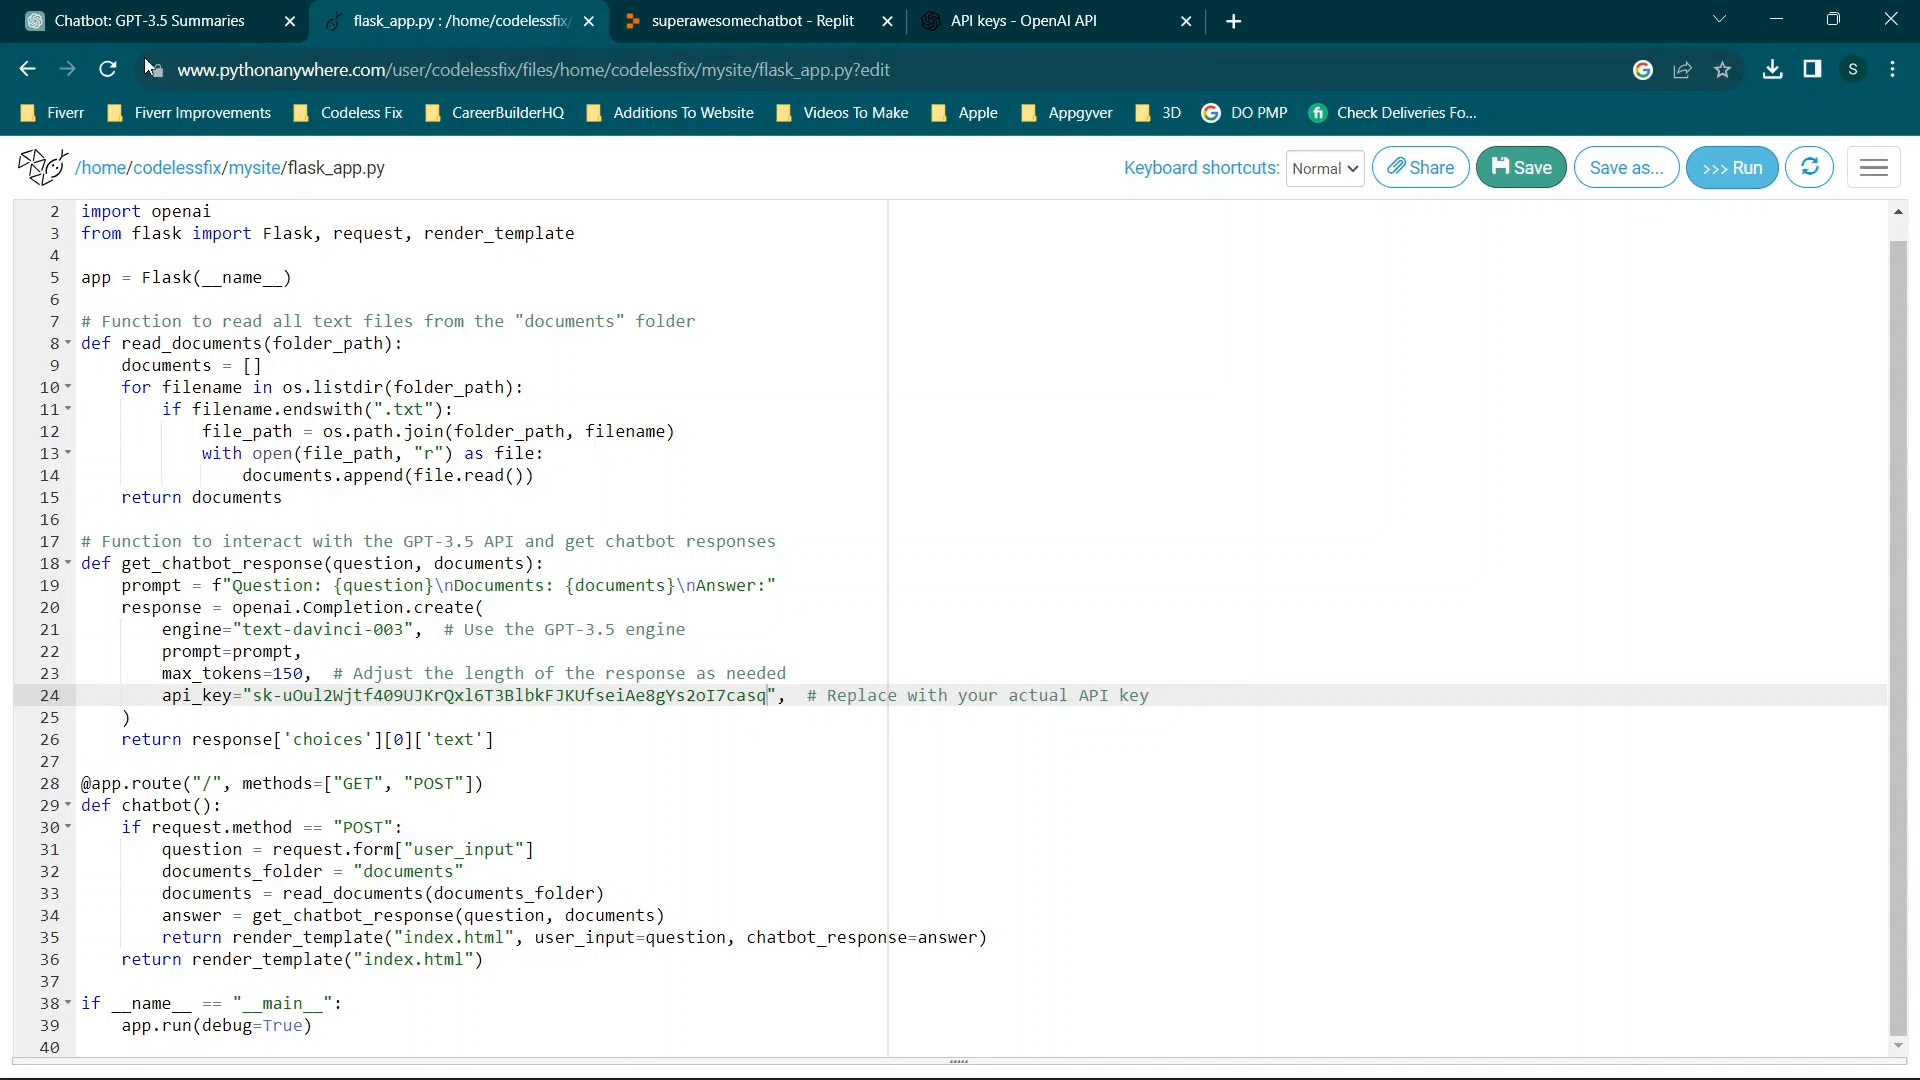 Chatbot: GPT-3.5 Summaries
flask_app.py : /home/codelessfix/
superawesomechatbot - Replit
API keys - OpenAI API
www.pythonanywhere.com/user/codelessfix/files/home/codelessfix/mysite/flask_app.py?edit
S
Fiverr
Fiverr Improvements
Codeless Fix
CareerBuilderHQ
Additions To Website
Videos To Make
Apple
Appgyver
3D
DO PMP
Check Deliveries Fo...
/home/codelessfix/mysite/flask_app.py
Keyboard shortcuts: Normal
Share
Save
Save as...
>>> Run
2 import openai
3 from flask import Flask, request, render_template
4
5 app = Flask(__name__)
6
7 # Function to read all text files from the "documents" folder
8 def read_documents(folder_path):
9 documents = []
10 for filename in os.listdir(folder_path):
11 if filename.endswith(".txt"):
12 file_path = os.path.join(folder_path, filename)
13 with open(file_path, "r") as file:
14 documents.append(file.read())
15 return documents
16
17 # Function to interact with the GPT-3.5 API and get chatbot responses
18 def get_chatbot_response(question, documents):
19 prompt = f"Question: {question}\nDocuments: {documents}\nAnswer:"
20 response = openai.Completion.create(
21 engine="text-davinci-003", # Use the GPT-3.5 engine
22 prompt=prompt,
23 max_tokens=150, # Adjust the length of the response as needed
24 api_key="", # Replace with your actual API key
25 )
26 return response['choices'][0]['text']
27
28 @app.route("/", methods=["GET", "POST"])
29 def chatbot():
30 if request.method == "POST":
31 question = request.form["user_input"]
32 documents_folder = "documents"
33 documents = read_documents(documents_folder)
34 answer = get_chatbot_response(question, documents)
35 return render_template("index.html", user_input=question, chatbot_response=answer)
36 return render_template("index.html")
37
38 if __name__ == "__main__":
39 app.run(debug=True)
40